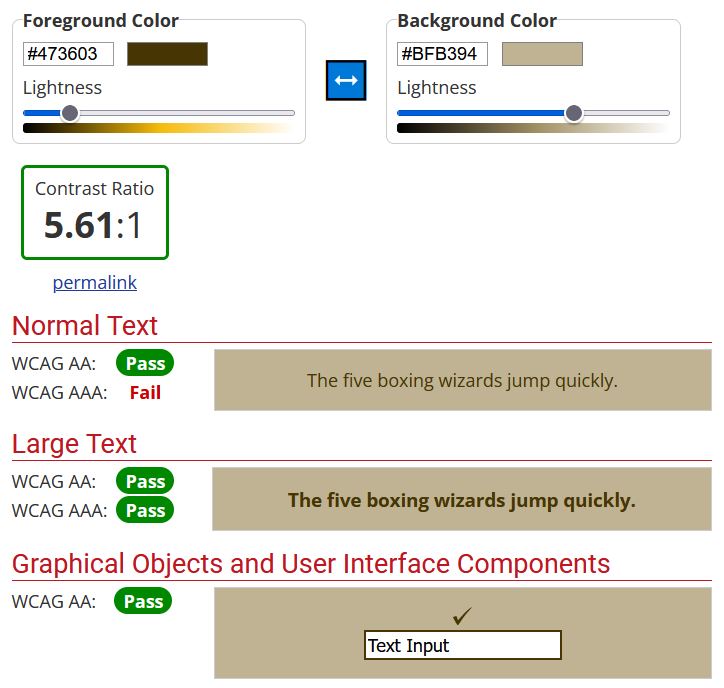 Foreground Color
#473603
Lightness
Background Color
#BFB394
Lightness
Contrast Ratio
5.61:1
permalink
Normal Text
WCAG AA: Pass
WCAG AAA: Fail
The five boxing wizards jump quickly.
Large Text
WCAG AA: Pass
WCAG AAA: Pass
The five boxing wizards jump quickly.
Graphical Objects and User Interface Components
WCAG AA: Pass
✓
Text Input